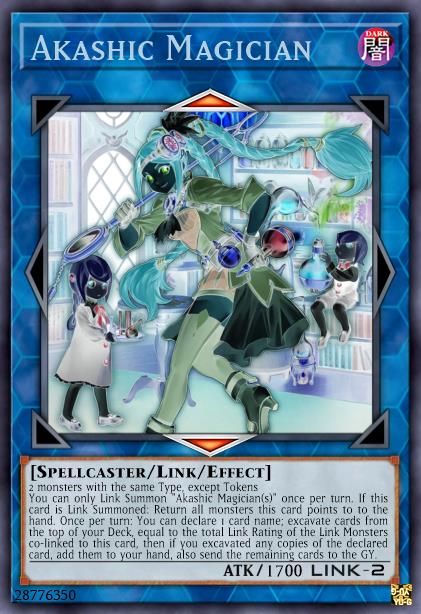 AKASHIC MAGICIAN
DARK
闇
[SPELLCASTER/LINK/EFFECT]
2 monsters with the same Type, except Tokens
You can only Link Summon "Akashic Magician(s)" once per turn. If this
card is Link Summoned: Return all monsters this card points to to
the hand. Once per turn: You can declare 1 card name; excavate cards from
the top of your Deck, equal to the total Link Rating of the Link Monsters
co-linked to this card, then if you excavated any copies of the declared
card, add them to your hand, also send the remaining cards to the GY.
ATK/1700 LINK-2
28776350